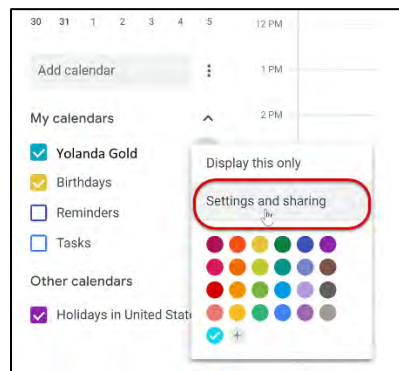 30 31 1 2 3 4 5 12 PM
Add calendar
1 PM
My calendars
2 PM
Yolanda Gold
Display this only
Birthdays
Settings and sharing
Reminders
Tasks
Other calendars
Holidays in United State